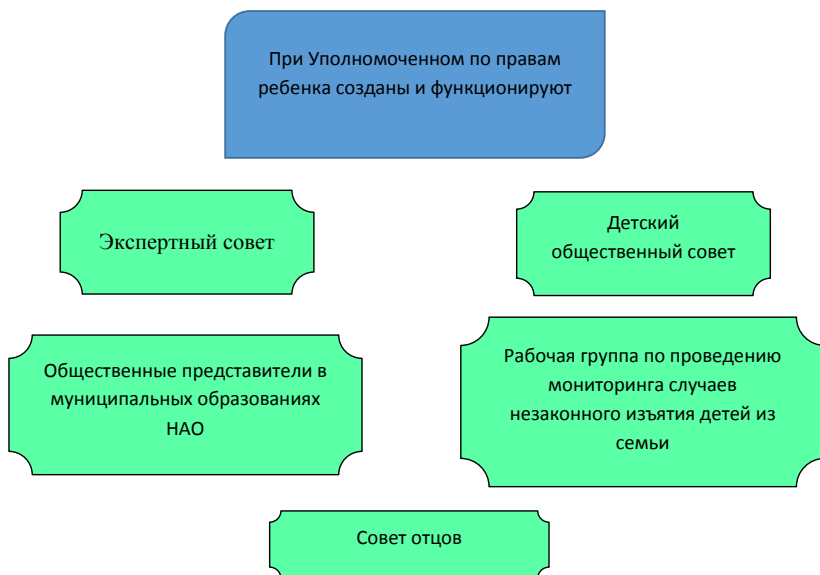 При Уполномоченном по правам
ребенка созданы и функционируют
Экспертный совет
Детский
общественный совет
Общественные представители в
муниципальных образованиях
НАО
Рабочая группа по проведению
мониторинга случаев
незаконного изъятия детей из
семьи
Совет отцов